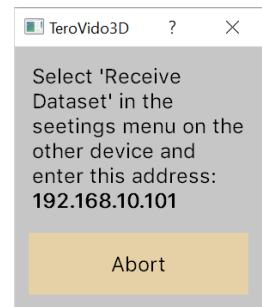 TeroVido3D ?
Select 'Receive
Dataset' in the
seetings menu on the
other device and
enter this address:
192.168.10.101
Abort